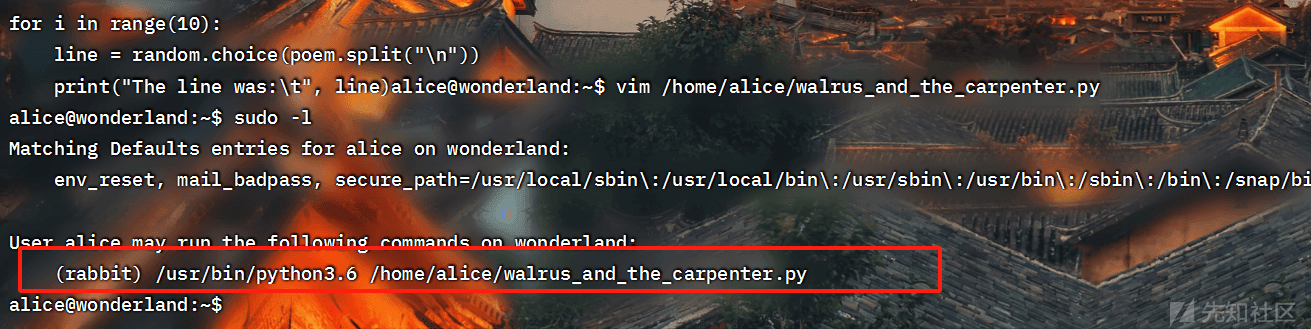 for i in range(10):
    line = random.choice(poem.split("\n"))
    print("The line was:\t", line)alice@wonderland:~$ vim /home/alice/walrus_and_the_carpenter.py
alice@wonderland:~$ sudo -l
Matching Defaults entries for alice on wonderland:
    env_reset, mail_badpass, secure_path=/usr/local/sbin\:/usr/local/bin\:/usr/sbin\:/usr/bin\:/sbin\:/bin\:/snap/bi
User alice may run the following commands on wonderland:
    (rabbit) /usr/bin/python3.6 /home/alice/walrus_and_the_carpenter.py
alice@wonderland:~$
先知社区